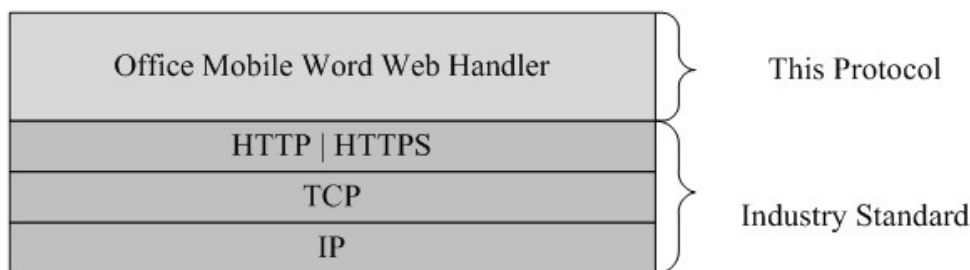 Office Mobile Word Web Handler
This Protocol
HTTP | HTTPS
TCP
Industry Standard
IP